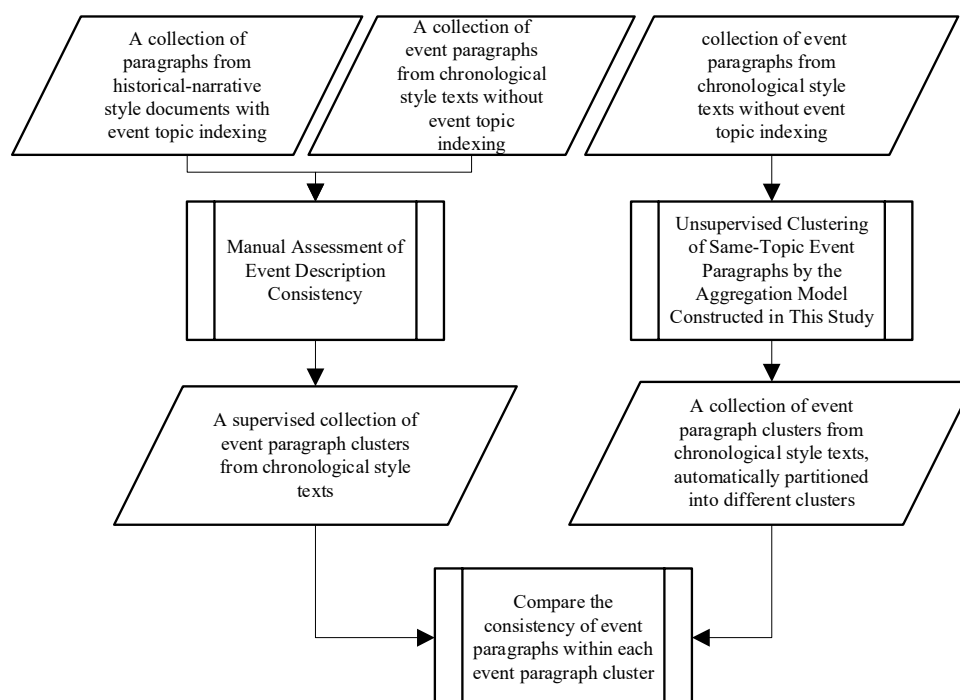 A collection of
paragraphs from
historical-narrative
style documents with
event topic indexing
A collection of
event paragraphs
from chronological
style texts without
event topic
indexing
collection of event
paragraphs from
chronological style
texts without event
topic indexing
Manual Assessment of
Event Description
Consistency
Unsupervised Clustering
of Same-Topic Event
Paragraphs by the
Aggregation Model
Constructed in This Study
A supervised collection of
event paragraph clusters
from chronological style
texts
A collection of event
paragraph clusters from
chronological style texts,
automatically partitioned
into different clusters
Compare the
consistency of event
paragraphs within each
event paragraph cluster